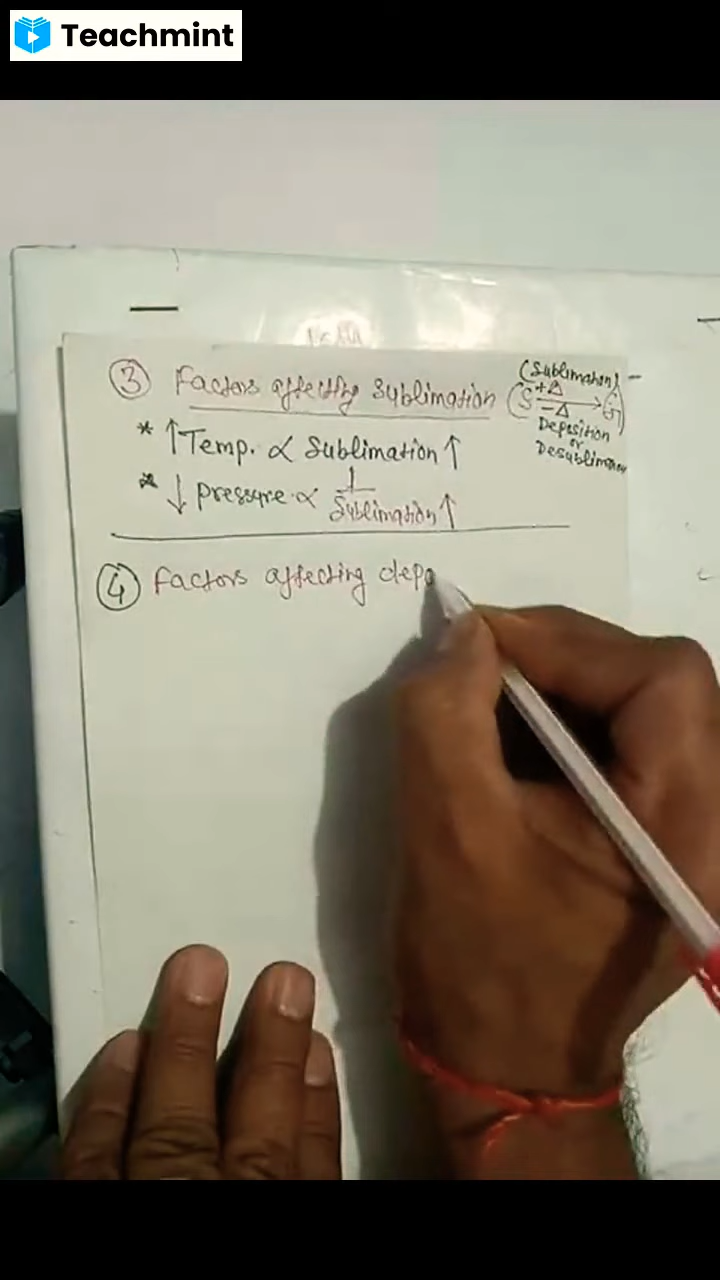 Teachmint
③ Factors affecting Sublimation
(Sublimation) –
+Δ
(S) → (G)
-Δ
Deposition
or
Desublimation
* ↑Temp. ∝ Sublimation ↑
* ↓ Pressure ∝ 1/Sublimation ↑
④ Factors affecting depo